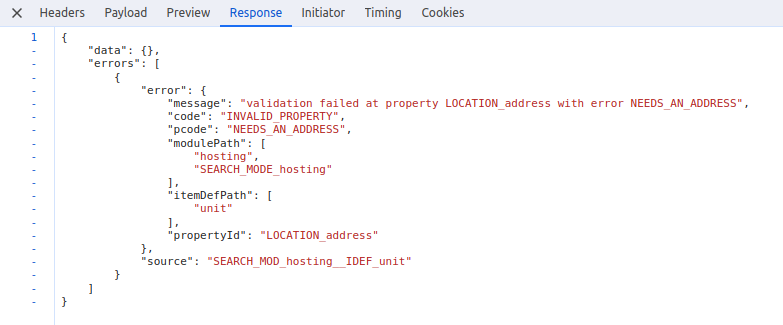 Headers Payload Preview Response Initiator Timing Cookies
1 {
- "data": {},
- "errors": [
- {
- "error": {
- "message": "validation failed at property LOCATION_address with error NEEDS_AN_ADDRESS",
- "code": "INVALID_PROPERTY",
- "pcode": "NEEDS_AN_ADDRESS",
- "modulePath": [
- "hosting",
- "SEARCH_MODE_hosting"
- ],
- "itemDefPath": [
- "unit"
- ],
- "propertyId": "LOCATION_address"
- },
- "source": "SEARCH_MOD_hosting__IDEF_unit"
- }
- ]
- }